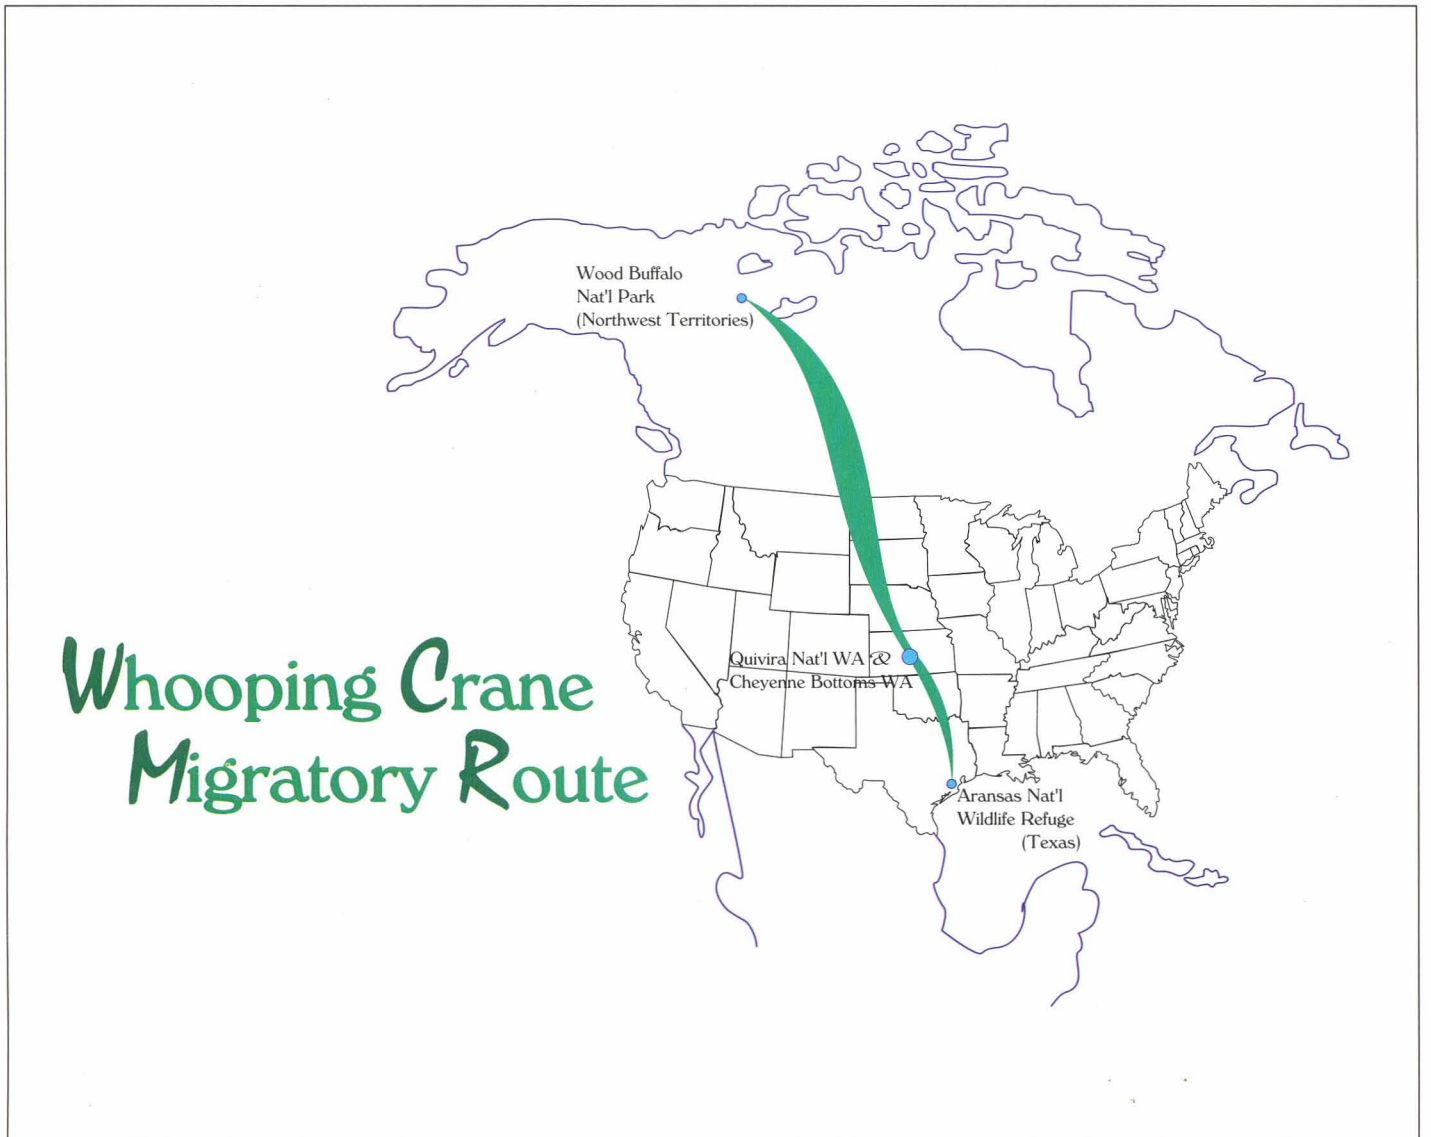 Wood Buffalo
Nat'l Park
(Northwest Territories)
Quivira Nat'l WA &
Cheyenne Bottoms WA
Whooping Crane
Migratory Route
Aransas Nat'l
Wildlife Refuge
(Texas)